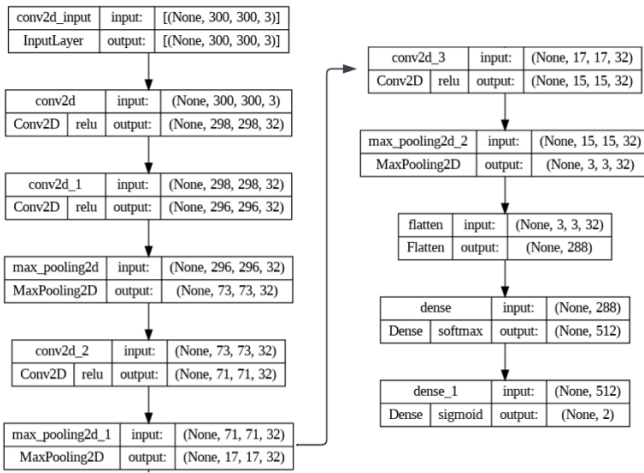 conv2d_input input: [(None, 300, 300, 3)]
InputLayer output: [(None, 300, 300, 3)]
conv2d input: (None, 300, 300, 3)
Conv2D relu output: (None, 298, 298, 32)
conv2d_1 input: (None, 298, 298, 32)
Conv2D relu output: (None, 296, 296, 32)
max_pooling2d input: (None, 296, 296, 32)
MaxPooling2D output: (None, 73, 73, 32)
conv2d_2 input: (None, 73, 73, 32)
Conv2D relu output: (None, 71, 71, 32)
max_pooling2d_1 input: (None, 71, 71, 32)
MaxPooling2D output: (None, 17, 17, 32)
conv2d_3 input: (None, 17, 17, 32)
Conv2D relu output: (None, 15, 15, 32)
max_pooling2d_2 input: (None, 15, 15, 32)
MaxPooling2D output: (None, 3, 3, 32)
flatten input: (None, 3, 3, 32)
Flatten output: (None, 288)
dense input: (None, 288)
Dense softmax output: (None, 512)
dense_1 input: (None, 512)
Dense sigmoid output: (None, 2)